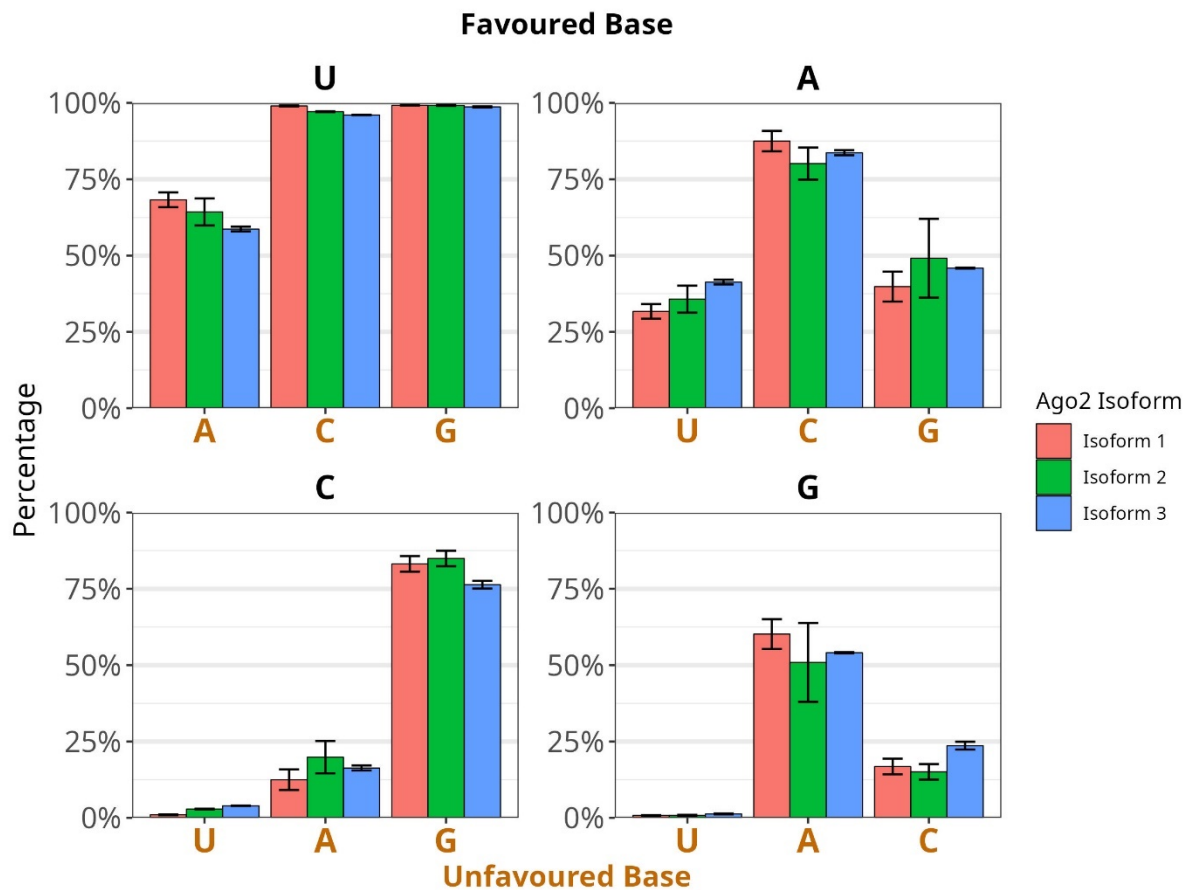 Favoured Base
U
A
100%
75%
50%
25%
0%
100%
75%
50%
25%
0%
A C G
U C G
Percentage
C
G
100%
75%
50%
25%
0%
100%
75%
50%
25%
0%
U A G
U A C
Unfavoured Base
Ago2 Isoform
Isoform 1
Isoform 2
Isoform 3